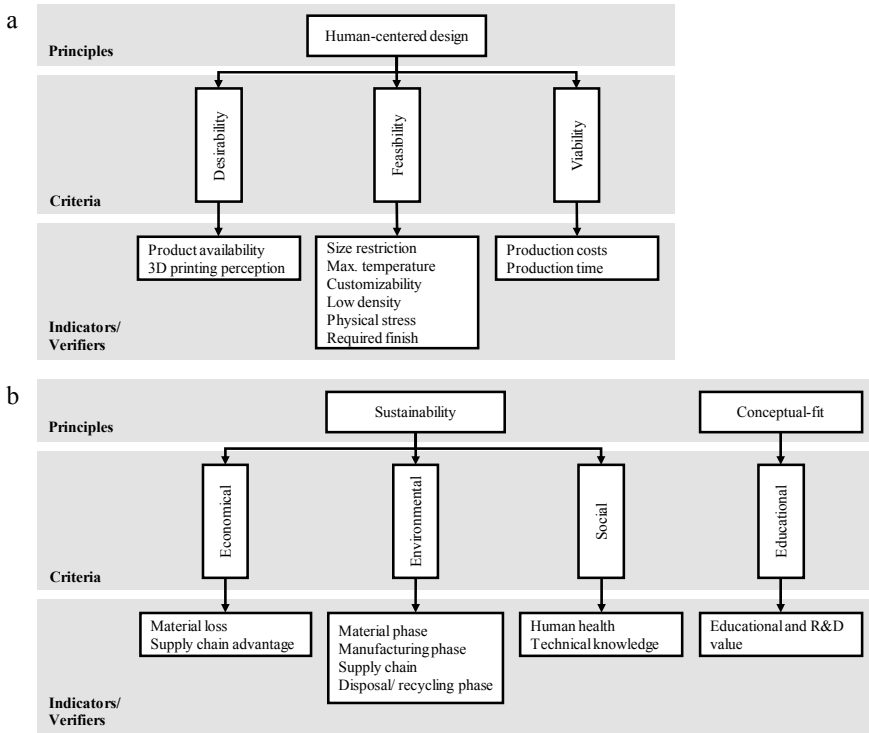 a
Human-centered design
Principles
Desirability
Feasibility
Viability
Criteria
Product availability
3D printing perception
Size restriction
Max. temperature
Customizability
Low density
Physical stress
Required finish
Production costs
Production time
Indicators/
Verifiers
b
Sustainability
Conceptual-fit
Principles
Economical
Environmental
Social
Educational
Criteria
Material loss
Supply chain advantage
Material phase
Manufacturing phase
Supply chain
Disposal/ recycling phase
Human health
Technical knowledge
Educational and R&D
value
Indicators/
Verifiers